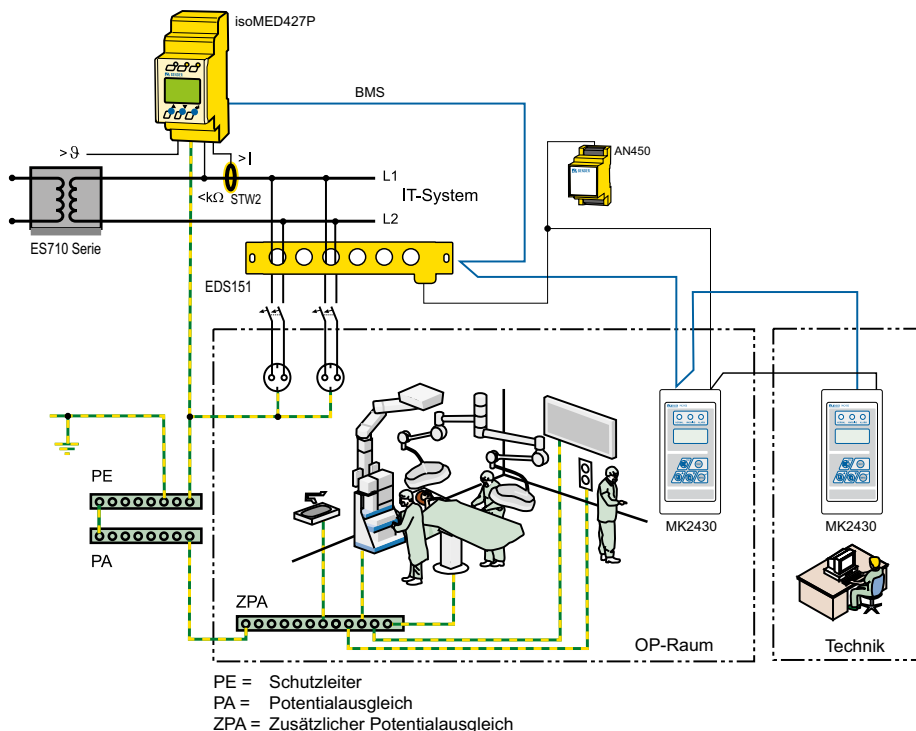 isoMED427P
BMS
>ϑ
>I
AN450
L1
<kΩ
STW2
IT-System
L2
ES710 Serie
EDS151
PE
MK2430
MK2430
PA
ZPA
OP-Raum
Technik
PE = Schutzleiter
PA = Potentialausgleich
ZPA = Zusätzlicher Potentialausgleich